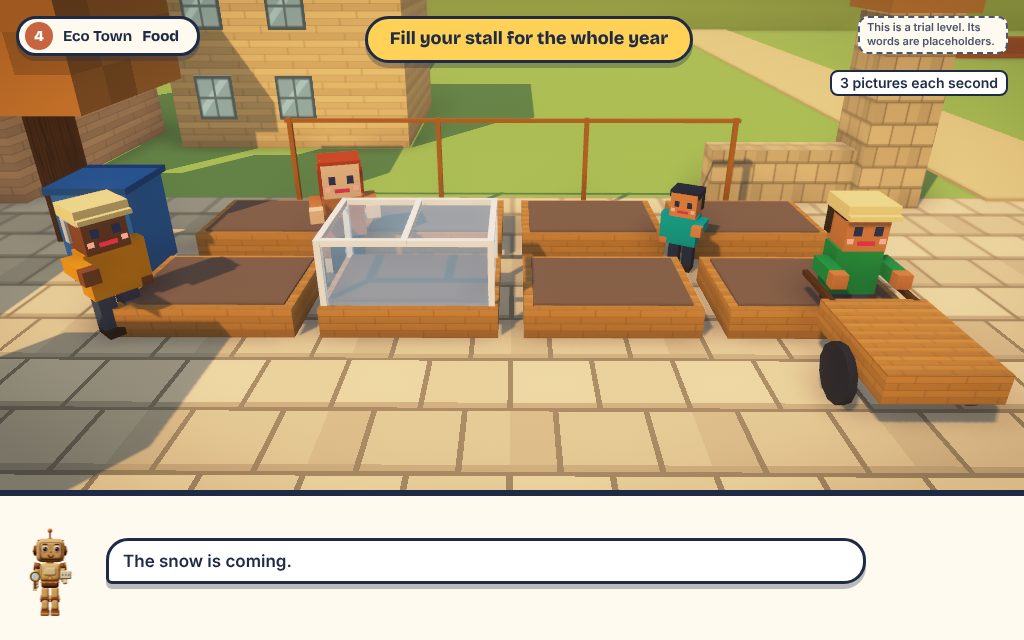 4 Eco Town Food
Fill your stall for the whole year
This is a trial level. Its
words are placeholders.
3 pictures each second
The snow is coming.